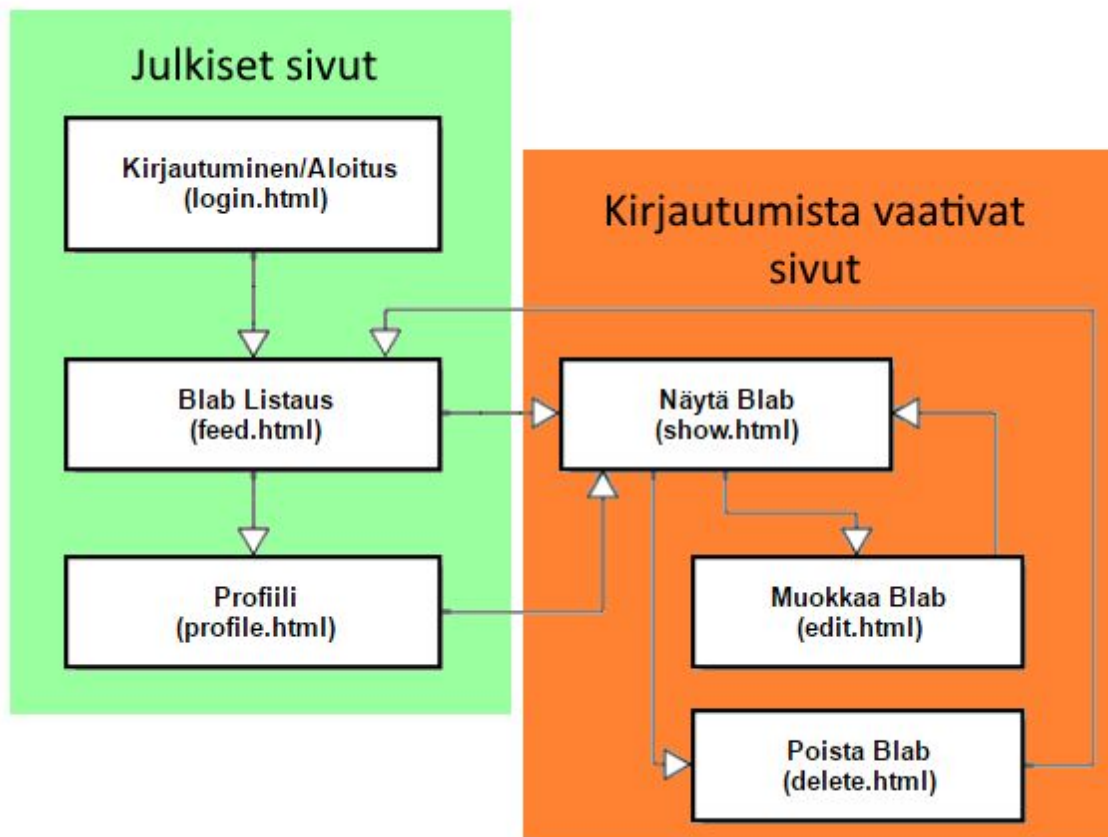 Julkiset sivut
Kirjautuminen/Aloitus
(login.html)
Blab Listaus
(feed.html)
Profiili
(profile.html)
Kirjautumista vaativat
sivut
Näytä Blab
(show.html)
Muokkaa Blab
(edit.html)
Poista Blab
(delete.html)